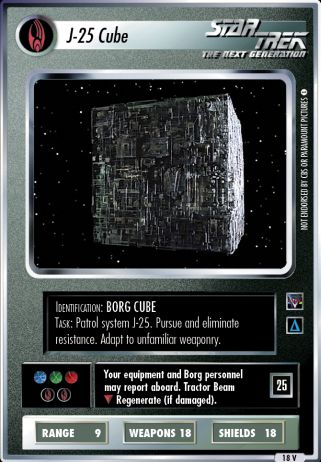 J-25 Cube
STAR TREK
THE NEXT GENERATION
NOT ENDORSED BY CBS OR PARAMOUNT PICTURES
IDENTIFICATION: BORG CUBE
TASK: Patrol system J-25. Pursue and eliminate
resistance. Adapt to unfamiliar weaponry.
Your equipment and Borg personnel
may report aboard. Tractor Beam
Regenerate (if damaged).
25
RANGE 9
WEAPONS 18
SHIELDS 18
18 V